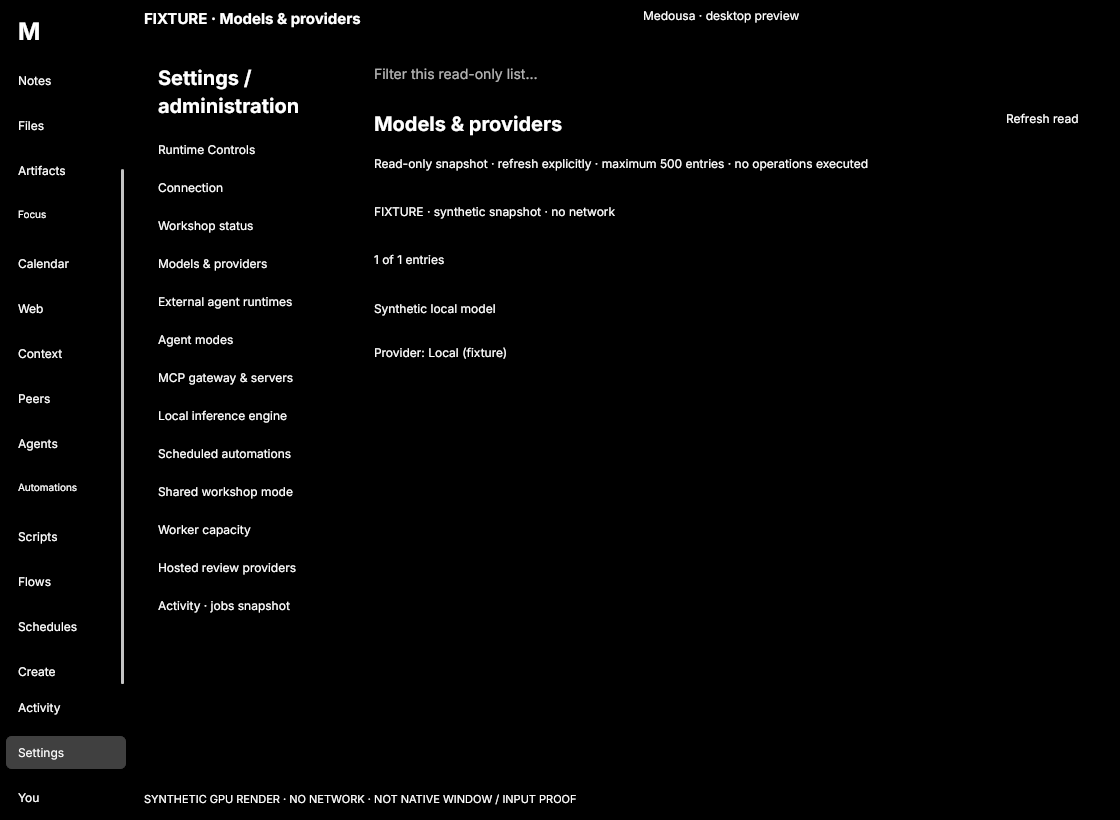 M
Notes
Files
Artifacts
Focus
Calendar
Web
Context
Peers
Agents
Automations
Scripts
Flows
Schedules
Create
Activity
Settings
You
FIXTURE · Models & providers
Medousa · desktop preview
Settings /
administration
Runtime Controls
Connection
Workshop status
Models & providers
External agent runtimes
Agent modes
MCP gateway & servers
Local inference engine
Scheduled automations
Shared workshop mode
Worker capacity
Hosted review providers
Activity · jobs snapshot
Filter this read-only list...
Models & providers
Refresh read
Read-only snapshot · refresh explicitly · maximum 500 entries · no operations executed
FIXTURE · synthetic snapshot · no network
1 of 1 entries
Synthetic local model
Provider: Local (fixture)
SYNTHETIC GPU RENDER · NO NETWORK · NOT NATIVE WINDOW / INPUT PROOF